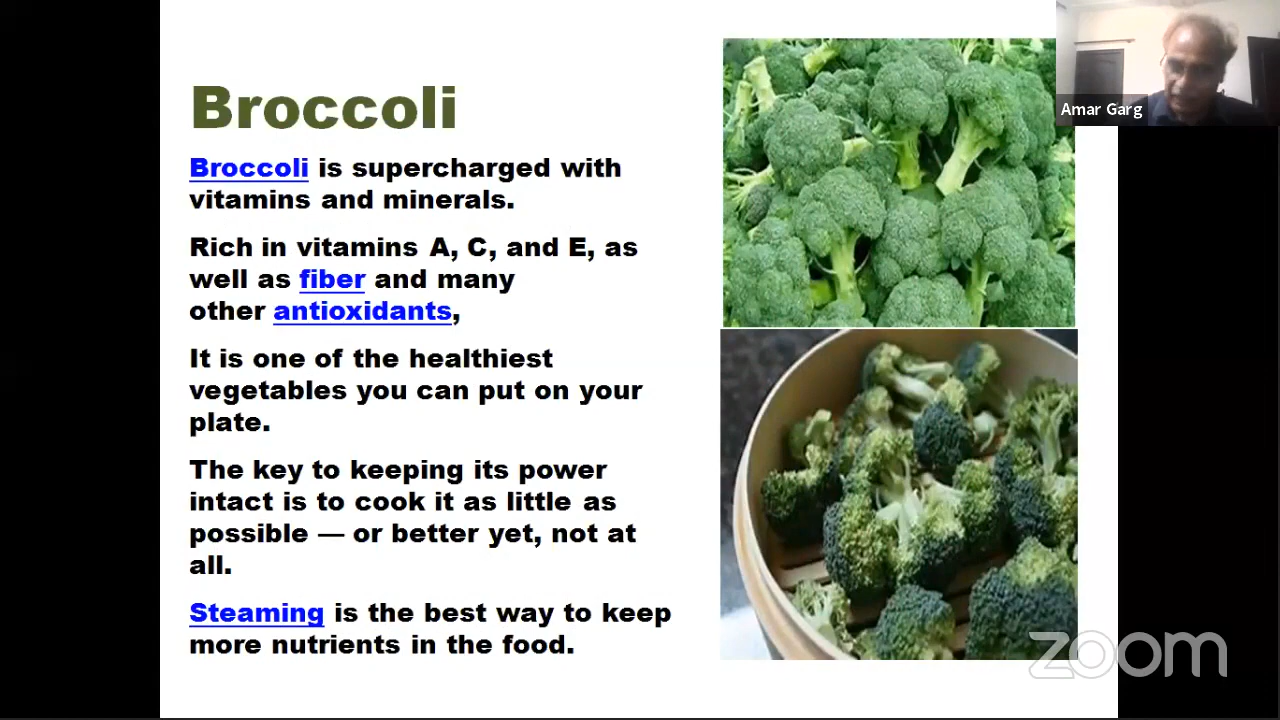 Broccoli
Broccoli is supercharged with
vitamins and minerals.
Rich in vitamins A, C, and E, as
well as fiber and many
other antioxidants,
It is one of the healthiest
vegetables you can put on your
plate.
The key to keeping its power
intact is to cook it as little as
possible — or better yet, not at
all.
Steaming is the best way to keep
more nutrients in the food.
Amar Garg
zoom